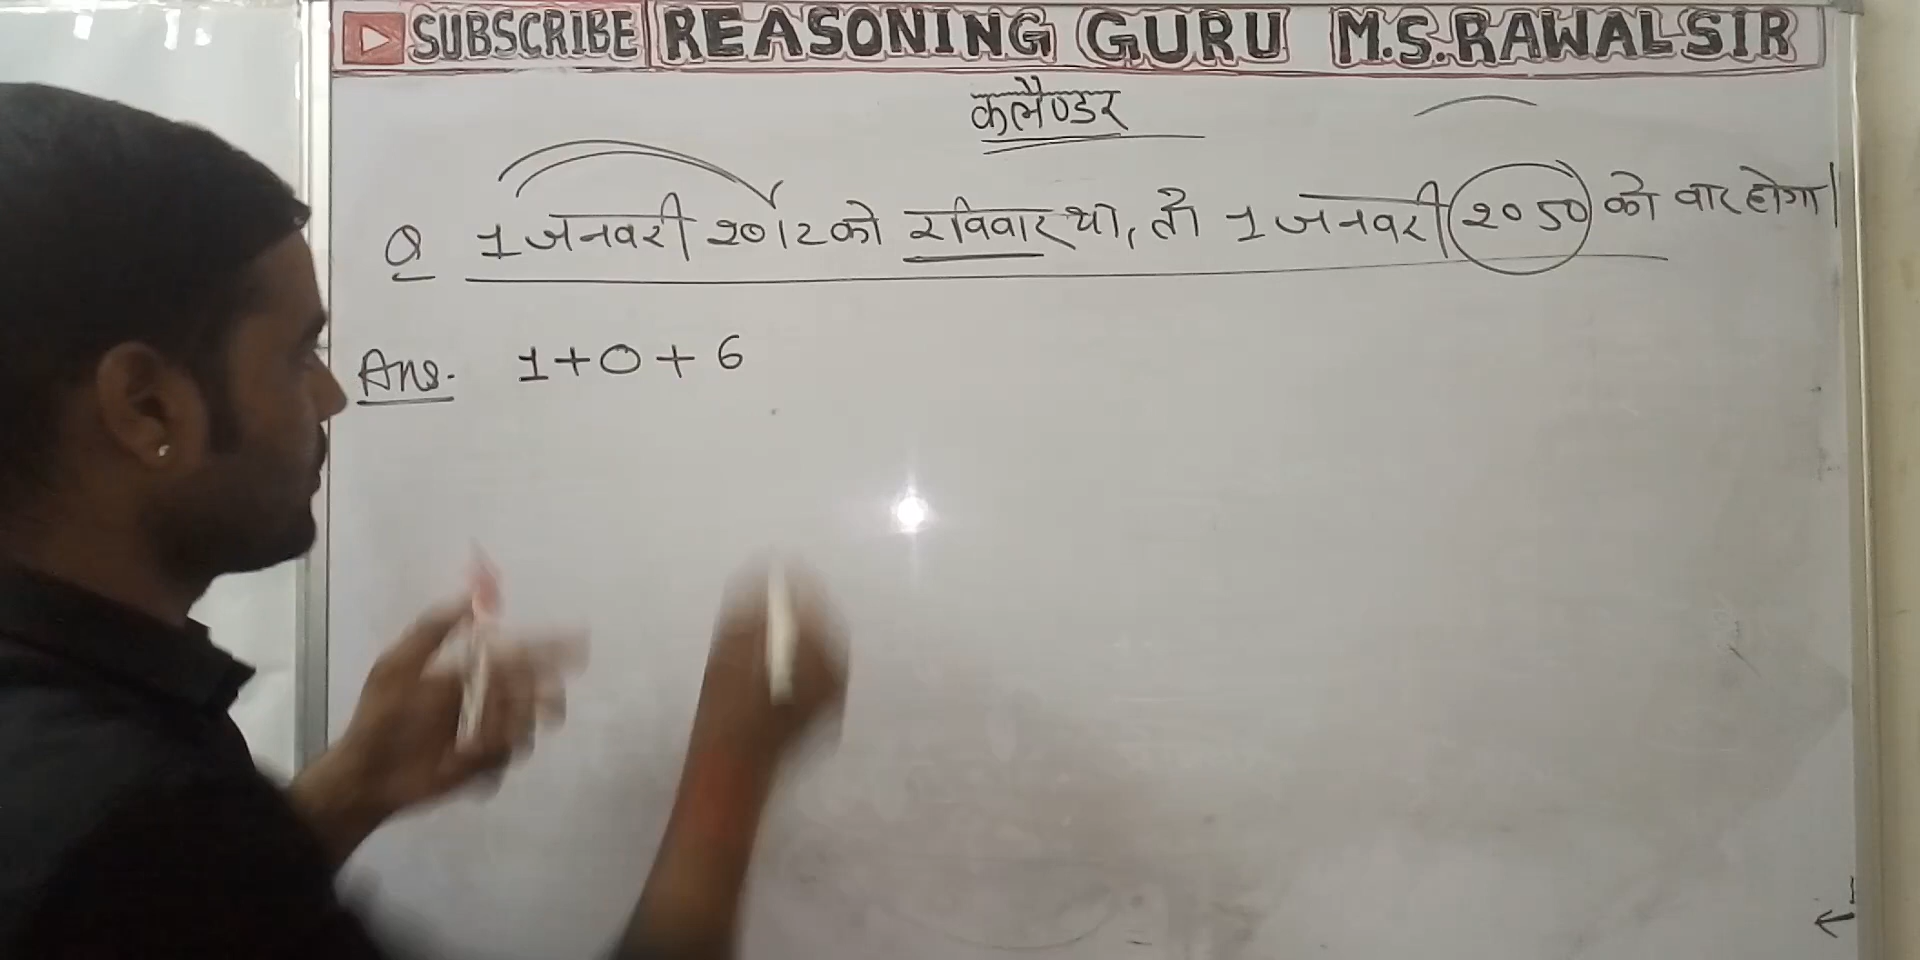 SUBSCRIBE REASONING GURU M.S.RAWAL SIR
कलैण्डर
Q 1 जनवरी 2012 को रविवार था, तो 1 जनवरी 2050 को वार होगा।
Ans. 1+0+6